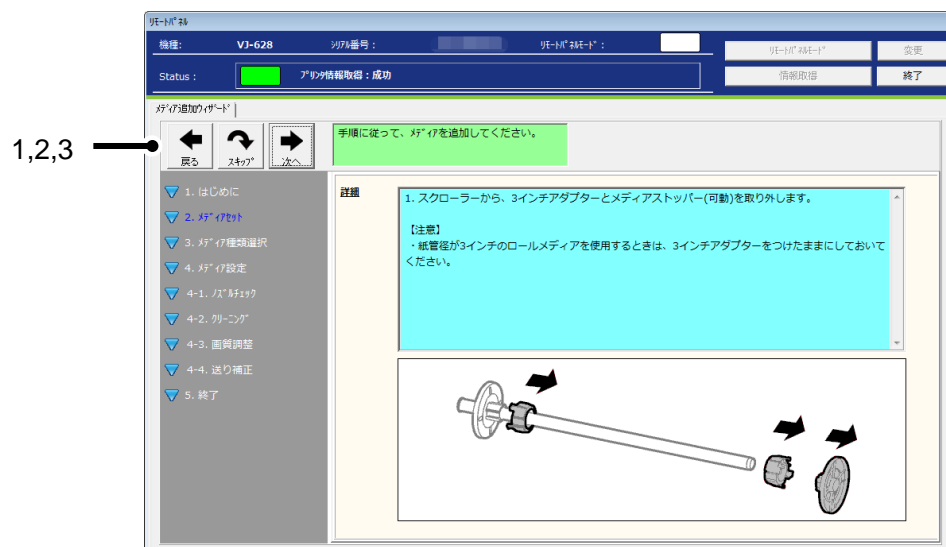 ﾘﾓｰﾄﾊﾟﾈﾙ
機種: VJ-628 ｼﾘｱﾙ番号： ﾘﾓｰﾄﾊﾟﾈﾙﾓｰﾄﾞ： ﾘﾓｰﾄﾊﾟﾈﾙﾓｰﾄﾞ 変更
Status : ﾌﾟﾘﾝﾀ情報取得：成功 情報取得 終了
ﾒﾃﾞｨｱ追加ｳｨｻﾞｰﾄﾞ
1,2,3
戻る ｽｷｯﾌﾟ 次へ
手順に従って、ﾒﾃﾞｨｱを追加してください。
1. はじめに
2. ﾒﾃﾞｨｱｾｯﾄ
3. ﾒﾃﾞｨｱ種類選択
4. ﾒﾃﾞｨｱ設定
4-1. ﾉｽﾞﾙﾁｪｯｸ
4-2. ｸﾘｰﾆﾝｸﾞ
4-3. 画質調整
4-4. 送り補正
5. 終了
詳細
1. スクローラーから、3インチアダプターとメディアストッパー(可動)を取り外します。
【注意】
・紙管径が3インチのロールメディアを使用するときは、3インチアダプターをつけたままにしておいて
ください。